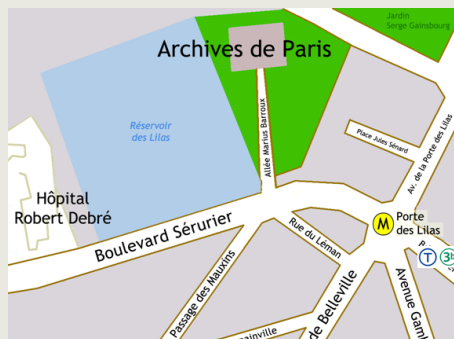 Jardin
Serge Gainsbourg
Archives de Paris
Réservoir
des Lilas
Allée Marius Barroux
Place Jules Sénard
Av. de la Porte des Lilas
Hôpital
Robert Debré
Boulevard Sérurier
Rue du Léman
M
Porte
des Lilas
T
3b
Passage des Mauxins
de Belleville
Avenue Gamb